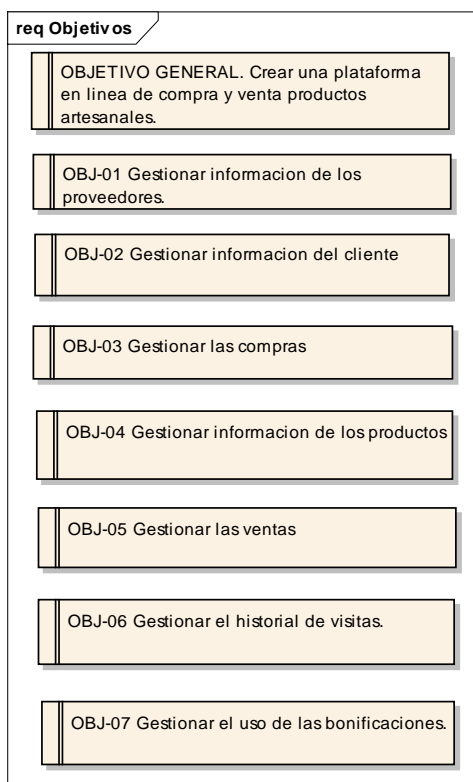 req Objetivos
OBJETIVO GENERAL. Crear una plataforma
en linea de compra y venta productos
artesanales.
OBJ-01 Gestionar informacion de los
proveedores.
OBJ-02 Gestionar informacion del cliente
OBJ-03 Gestionar las compras
OBJ-04 Gestionar informacion de los productos
OBJ-05 Gestionar las ventas
OBJ-06 Gestionar el historial de visitas.
OBJ-07 Gestionar el uso de las bonificaciones.